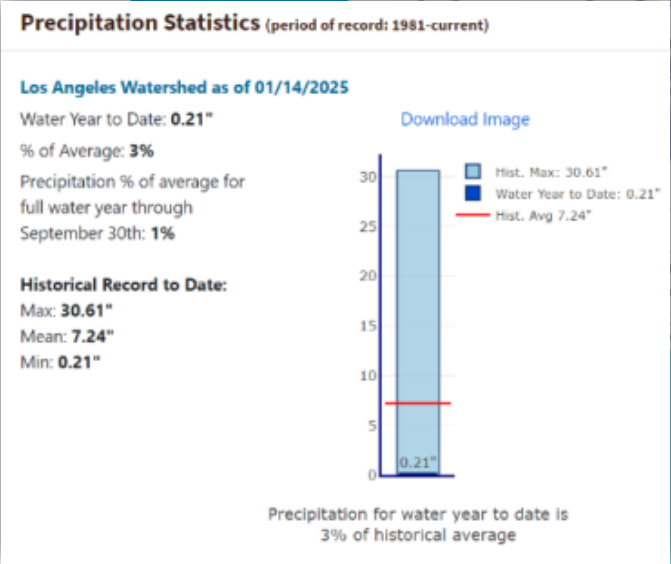 Precipitation Statistics (period of record: 1981-current)
Los Angeles Watershed as of 01/14/2025
Water Year to Date: 0.21"
% of Average: 3%
Precipitation % of average for
full water year through
September 30th: 1%
Historical Record to Date:
Max: 30.61"
Mean: 7.24"
Min: 0.21"
Download Image
30
25
20
15
10
5
0
0.21"
Hist. Max: 30.61"
Water Year to Date: 0.21"
Hist. Avg 7.24"
Precipitation for water year to date is
3% of historical average